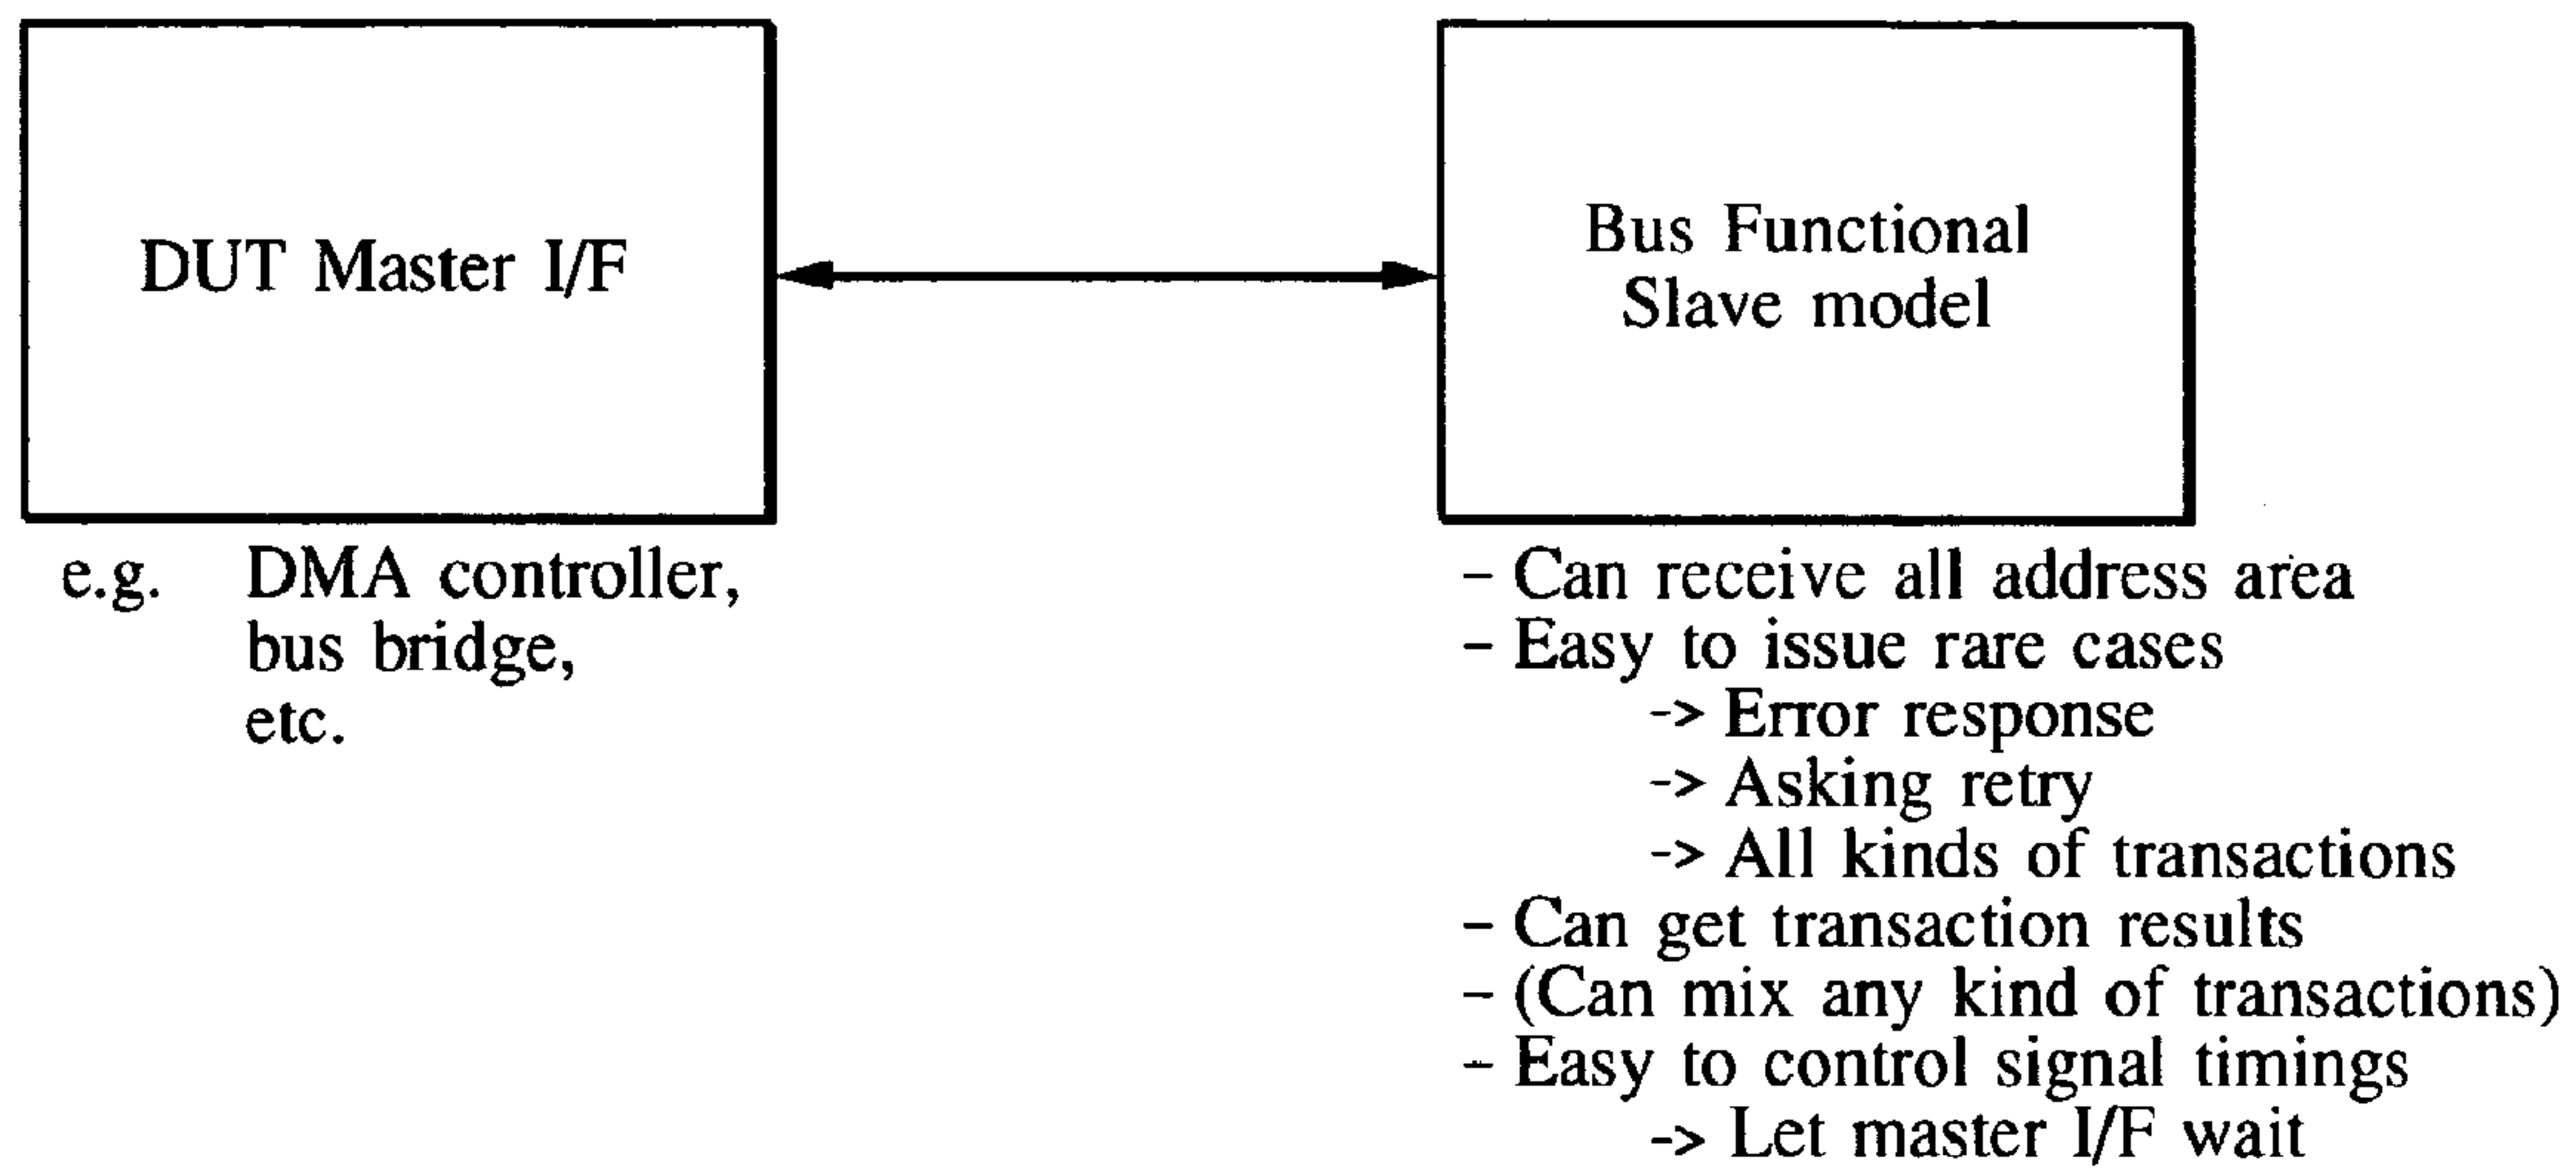 DUT Master I/F
Bus Functional
Slave model
e.g. DMA controller,
bus bridge,
etc.
– Can receive all address area
– Easy to issue rare cases
-> Error response
-> Asking retry
-> All kinds of transactions
– Can get transaction results
– (Can mix any kind of transactions)
– Easy to control signal timings
-> Let master I/F wait